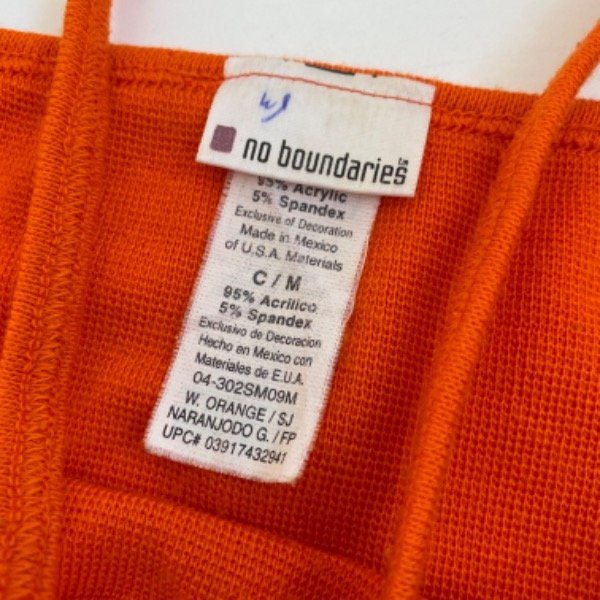 no boundaries™
95% Acrylic
5% Spandex
Exclusive of Decoration
Made in Mexico
of U.S.A. Materials
C / M
95% Acrilico
5% Spandex
Exclusivo de Decoracion
Hecho en Mexico con
Materiales de E.U.A.
04-302SM09M
W. ORANGE / SJ
NARANJODO G. / FP
UPC# 03917432941